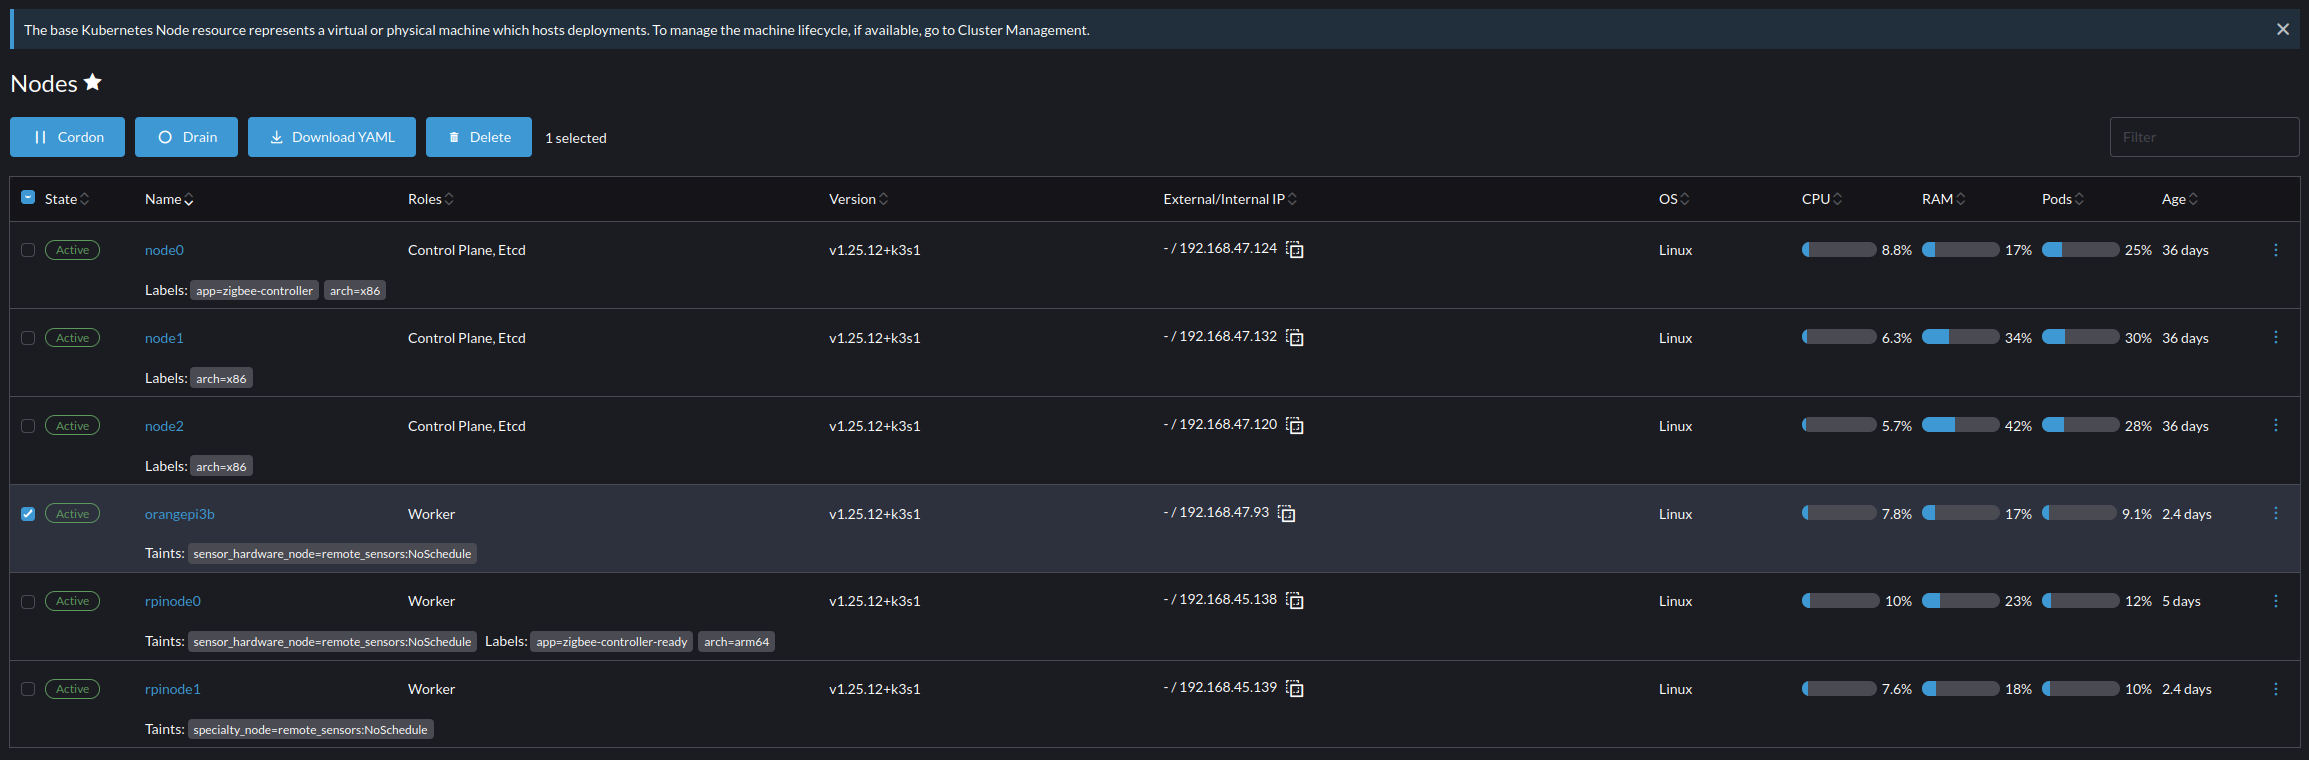 The base Kubernetes Node resource represents a virtual or physical machine which hosts deployments. To manage the machine lifecycle, if available, go to Cluster Management.
Nodes
Cordon Drain Download YAML Delete 1 selected Filter
State Name Roles Version External/Internal IP OS CPU RAM Pods Age
Active node0 Control Plane, Etcd v1.25.12+k3s1 - / 192.168.47.124 Linux 8.8% 17% 25% 36 days
Labels: app=zigbee-controller arch=x86
Active node1 Control Plane, Etcd v1.25.12+k3s1 - / 192.168.47.132 Linux 6.3% 34% 30% 36 days
Labels: arch=x86
Active node2 Control Plane, Etcd v1.25.12+k3s1 - / 192.168.47.120 Linux 5.7% 42% 28% 36 days
Labels: arch=x86
Active orangepi3b Worker v1.25.12+k3s1 - / 192.168.47.93 Linux 7.8% 17% 9.1% 2.4 days
Taints: sensor_hardware_node=remote_sensors:NoSchedule
Active rpinode0 Worker v1.25.12+k3s1 - / 192.168.45.138 Linux 10% 23% 12% 5 days
Taints: sensor_hardware_node=remote_sensors:NoSchedule Labels: app=zigbee-controller-ready arch=arm64
Active rpinode1 Worker v1.25.12+k3s1 - / 192.168.45.139 Linux 7.6% 18% 10% 2.4 days
Taints: specialty_node=remote_sensors:NoSchedule